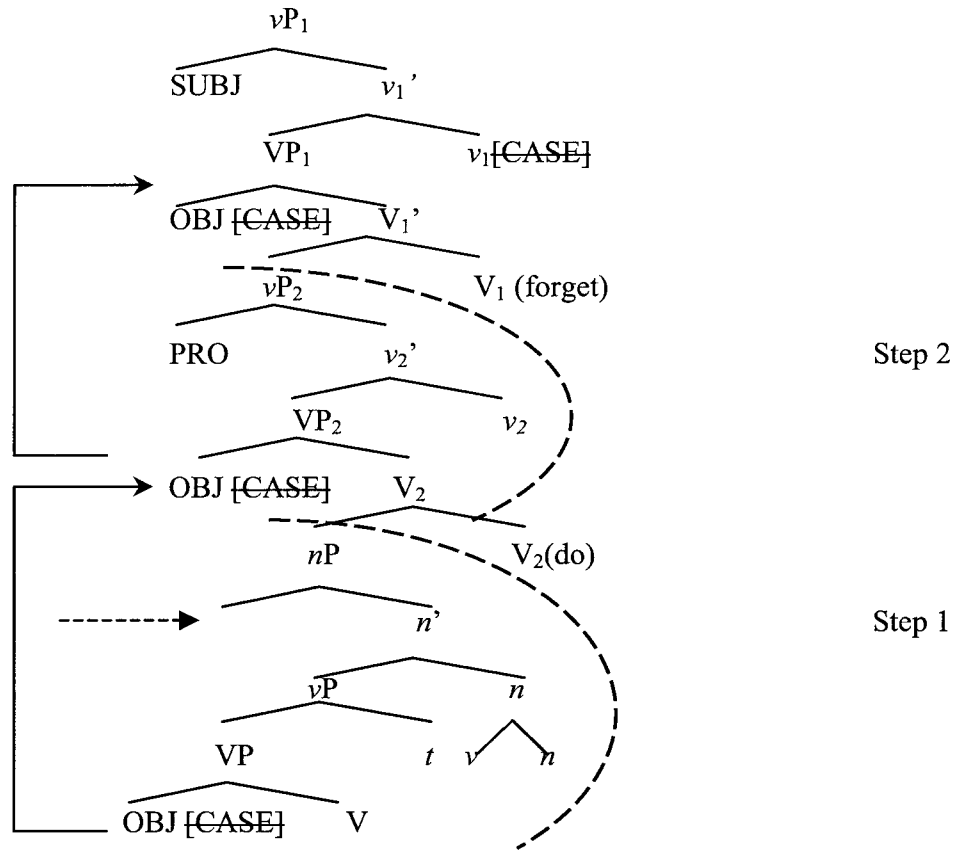 vP₁
SUBJ v₁’
VP₁ v₁[CASE]
OBJ [CASE] V₁’
vP₂ V₁ (forget)
PRO v₂’ Step 2
VP₂ v₂
OBJ [CASE] V₂
nP V₂(do)
n’ Step 1
vP n
VP t v n
OBJ [CASE] V